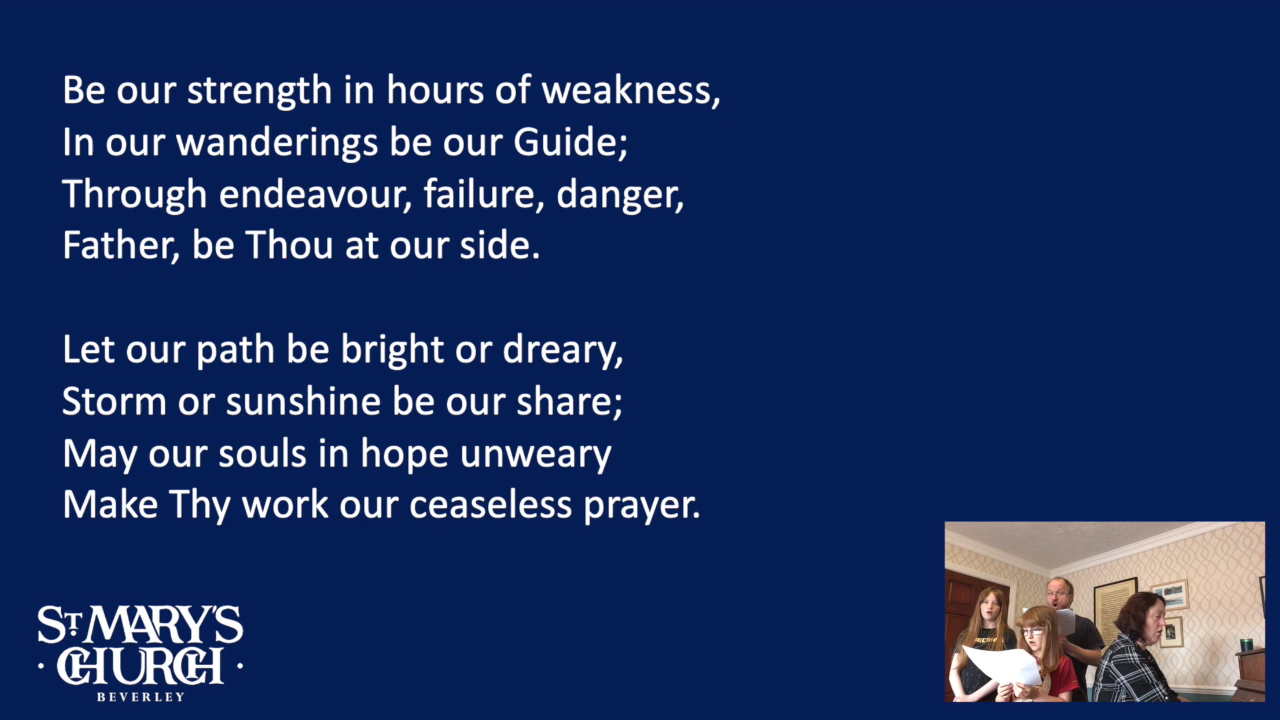 Be our strength in hours of weakness,
In our wanderings be our Guide;
Through endeavour, failure, danger,
Father, be Thou at our side.
Let our path be bright or dreary,
Storm or sunshine be our share;
May our souls in hope unweary
Make Thy work our ceaseless prayer.
ST. MARY'S
· CHURCH ·
BEVERLEY